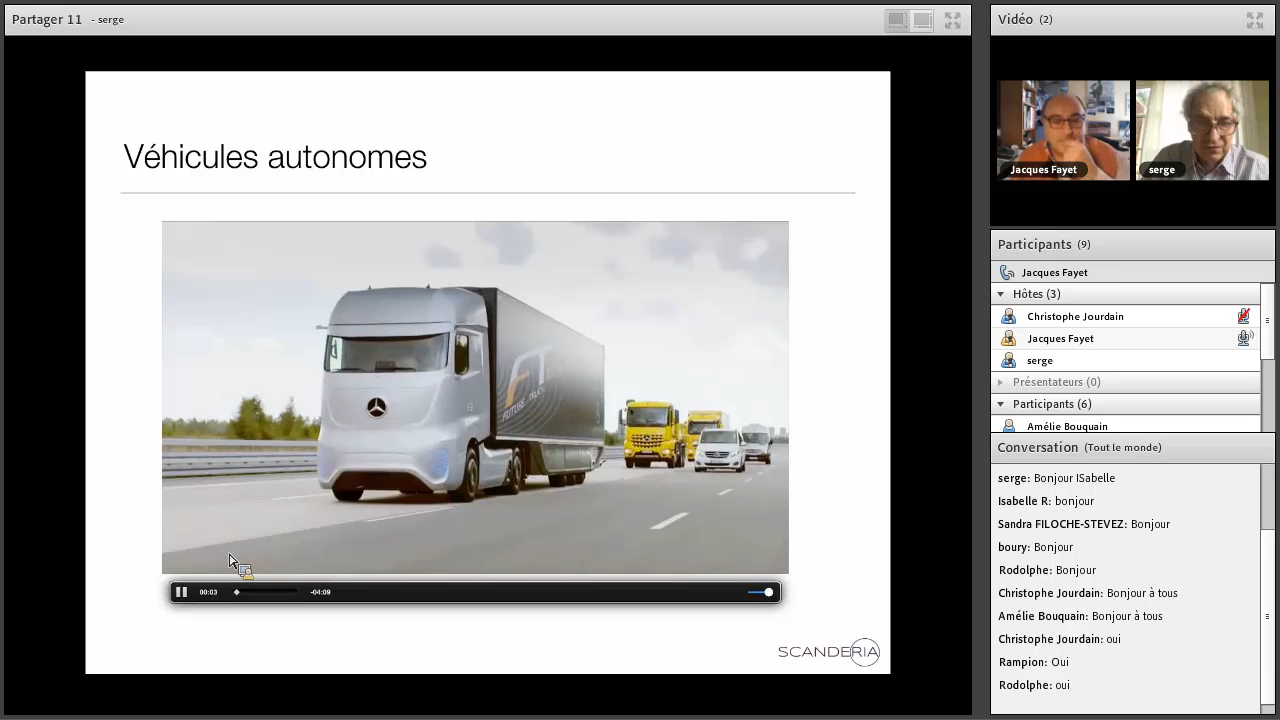 Partager 11 - serge
Véhicules autonomes
FUTURE TRUCK
00:03
-04:09
SCANDERIA
Vidéo (2)
Jacques Fayet
serge
Participants (9)
Jacques Fayet
Hôtes (3)
Christophe Jourdain
Jacques Fayet
serge
Présentateurs (0)
Participants (6)
Amélie Bouquain
Conversation (Tout le monde)
serge: Bonjour ISabelle
Isabelle R: bonjour
Sandra FILOCHE-STEVEZ: Bonjour
boury: Bonjour
Rodolphe: Bonjour
Christophe Jourdain: Bonjour à tous
Amélie Bouquain: Bonjour à tous
Christophe Jourdain: oui
Rampion: Oui
Rodolphe: oui